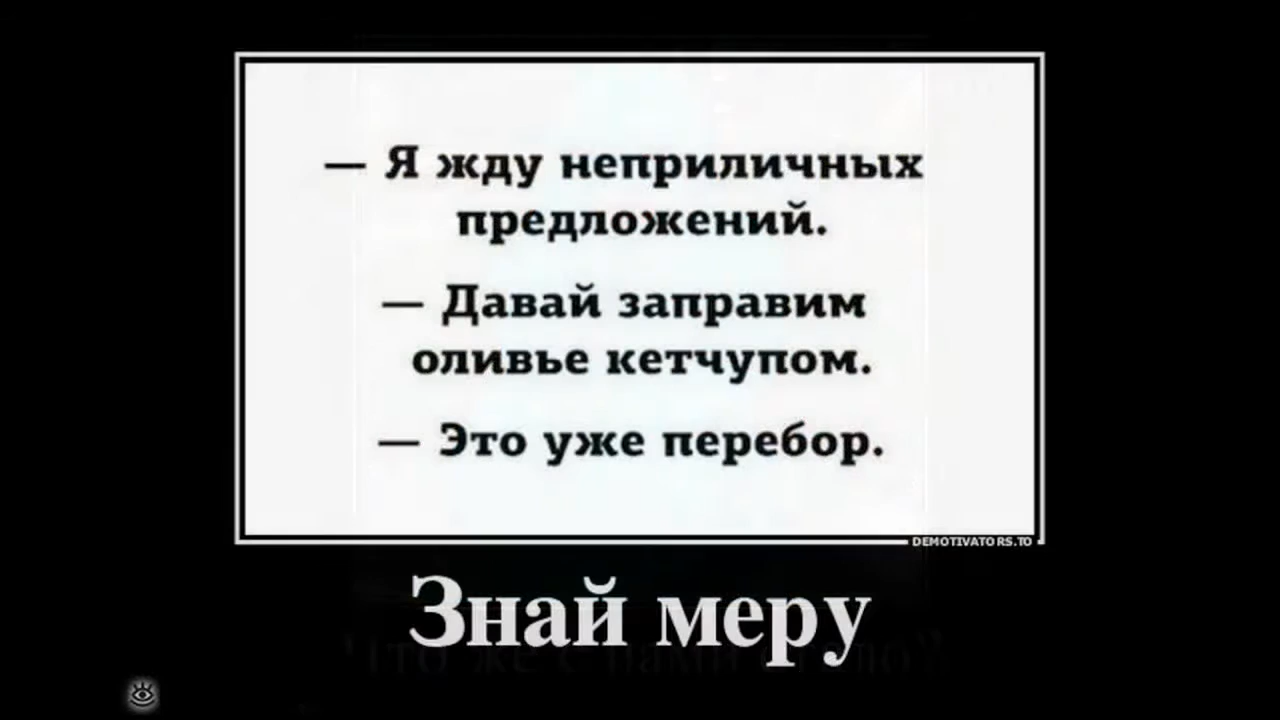 — Я жду неприличных
предложений.
— Давай заправим
оливье кетчупом.
— Это уже перебор.
DEMOTIVATORS.TO
Знай меру